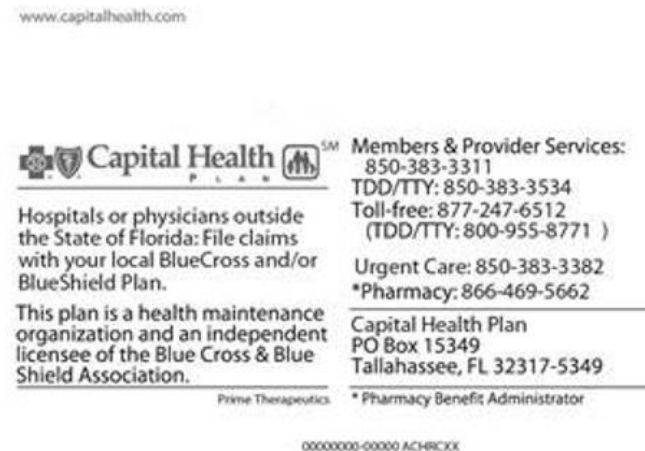 www.capitalhealth.com
Capital Health SM
PLAN
Hospitals or physicians outside
the State of Florida: File claims
with your local BlueCross and/or
BlueShield Plan.
This plan is a health maintenance
organization and an independent
licensee of the Blue Cross & Blue
Shield Association.
Prime Therapeutics
Members & Provider Services:
850-383-3311
TDD/TTY: 850-383-3534
Toll-free: 877-247-6512
(TDD/TTY: 800-955-8771 )
Urgent Care: 850-383-3382
*Pharmacy: 866-469-5662
Capital Health Plan
PO Box 15349
Tallahassee, FL 32317-5349
* Pharmacy Benefit Administrator
00000000-00000 ACHRCXX